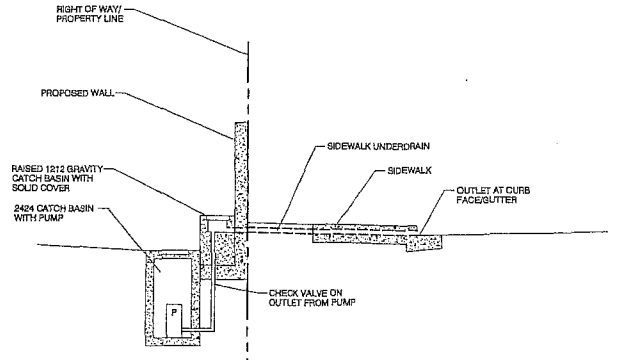 RIGHT OF WAY/
PROPERTY LINE
PROPOSED WALL
SIDEWALK UNDERDRAIN
SIDEWALK
RAISED 1212 GRAVITY
CATCH BASIN WITH
SOLID COVER
OUTLET AT CURB
FACE/GUTTER
2424 CATCH BASIN
WITH PUMP
CHECK VALVE ON
OUTLET FROM PUMP
P